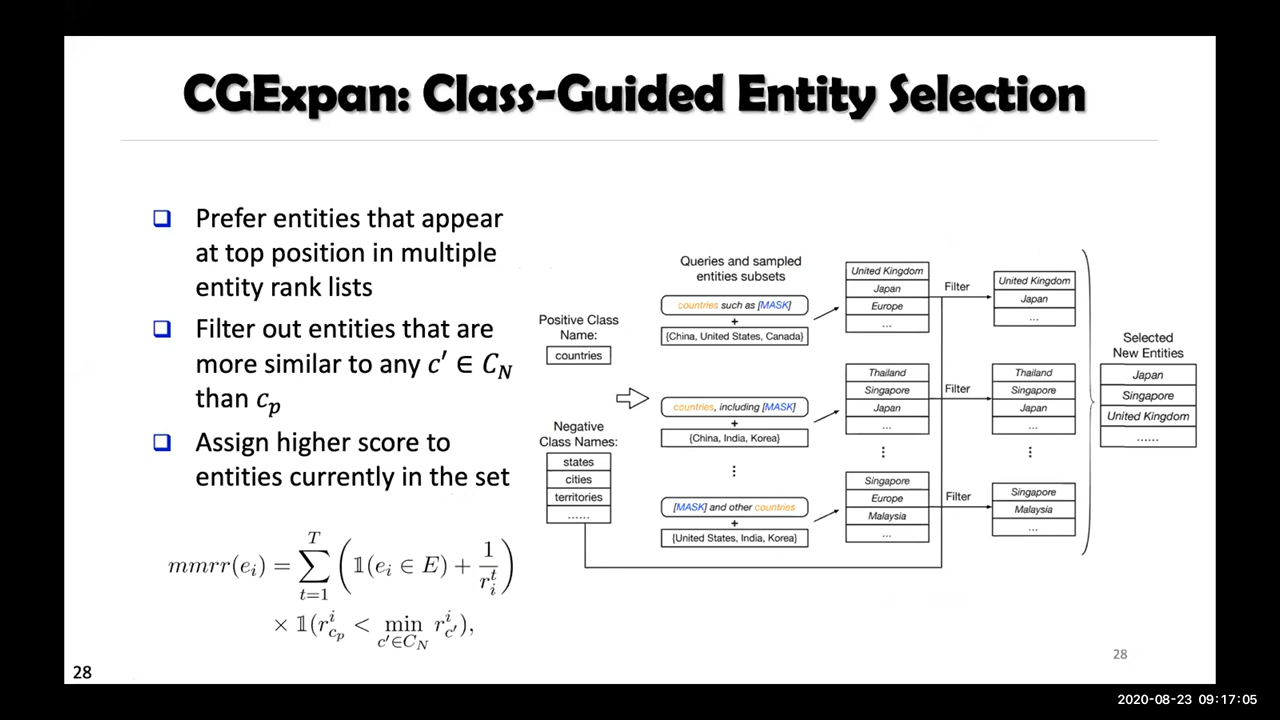 CGExpan: Class-Guided Entity Selection
❑ Prefer entities that appear
at top position in multiple
entity rank lists
❑ Filter out entities that are
more similar to any c′ ∈ C_N
than c_p
❑ Assign higher score to
entities currently in the set
mmrr(e_i) = ∑_{t=1}^{T} ( 𝟙(e_i ∈ E) + 1/r_i^t )
× 𝟙(r_{c_p}^i < min_{c′∈C_N} r_{c′}^i),
Positive Class
Name:
countries
Negative
Class Names:
states
cities
territories
......
Queries and sampled
entities subsets
countries such as [MASK]
+
{China, United States, Canada}
countries, including [MASK]
+
{China, India, Korea}
⋮
[MASK] and other countries
+
{United States, India, Korea}
United Kingdom
Japan
Europe
...
Thailand
Singapore
Japan
...
⋮
Singapore
Europe
Malaysia
...
Filter
Filter
Filter
United Kingdom
Japan
...
Thailand
Singapore
Japan
...
⋮
Singapore
Malaysia
...
Selected
New Entities
Japan
Singapore
United Kingdom
......
28
28
2020-08-23 09:17:05